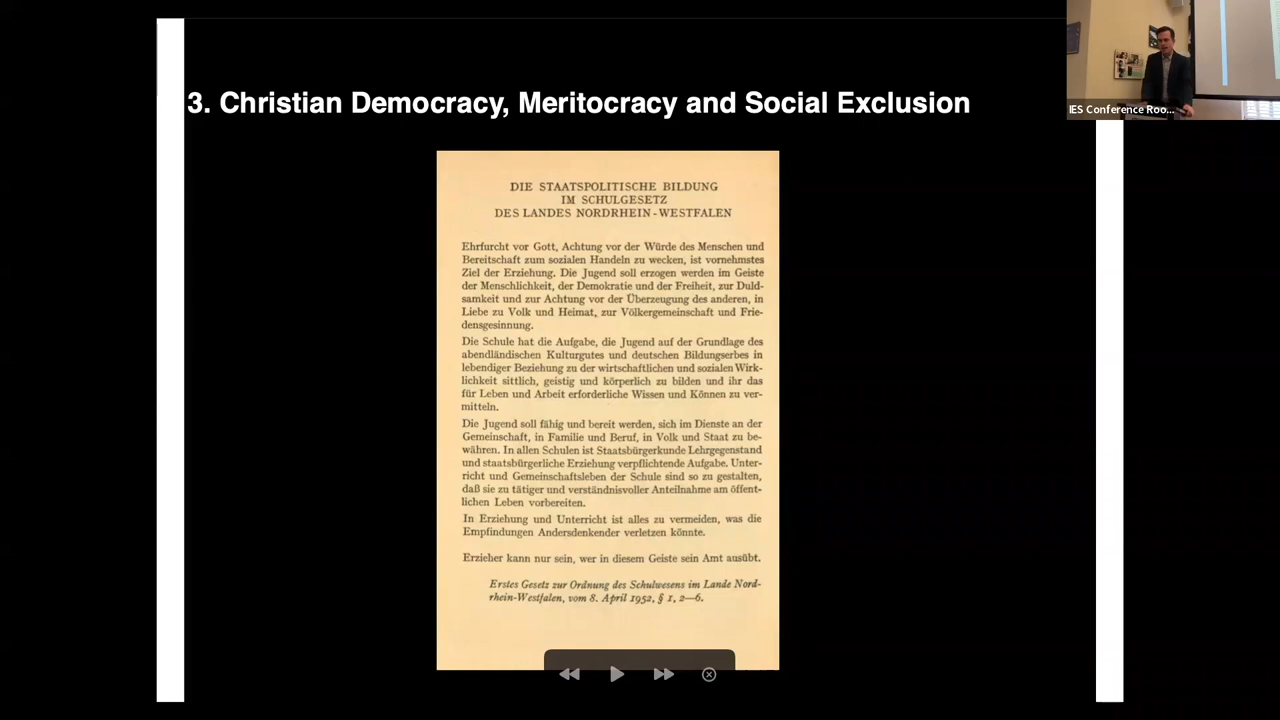 3. Christian Democracy, Meritocracy and Social Exclusion
IES Conference Roo...
DIE STAATSPOLITISCHE BILDUNG
IM SCHULGESETZ
DES LANDES NORDRHEIN-WESTFALEN
Ehrfurcht vor Gott, Achtung vor der Würde des Menschen und
Bereitschaft zum sozialen Handeln zu wecken, ist vornehmstes
Ziel der Erziehung. Die Jugend soll erzogen werden im Geiste
der Menschlichkeit, der Demokratie und der Freiheit, zur Duld-
samkeit und zur Achtung vor der Überzeugung des anderen, in
Liebe zu Volk und Heimat, zur Völkergemeinschaft und Frie-
densgesinnung.
Die Schule hat die Aufgabe, die Jugend auf der Grundlage des
abendländischen Kulturgutes und deutschen Bildungserbes in
lebendiger Beziehung zu der wirtschaftlichen und sozialen Wirk-
lichkeit sittlich, geistig und körperlich zu bilden und ihr das
für Leben und Arbeit erforderliche Wissen und Können zu ver-
mitteln.
Die Jugend soll fähig und bereit werden, sich im Dienste an der
Gemeinschaft, in Familie und Beruf, in Volk und Staat zu be-
währen. In allen Schulen ist Staatsbürgerkunde Lehrgegenstand
und staatsbürgerliche Erziehung verpflichtende Aufgabe. Unter-
richt und Gemeinschaftsleben der Schule sind so zu gestalten,
daß sie zu tätiger und verständnisvoller Anteilnahme am öffent-
lichen Leben vorbereiten.
In Erziehung und Unterricht ist alles zu vermeiden, was die
Empfindungen Andersdenkender verletzen könnte.
Erzieher kann nur sein, wer in diesem Geiste sein Amt ausübt.
Erstes Gesetz zur Ordnung des Schulwesens im Lande Nord-
rhein-Westfalen, vom 8. April 1952, § 1, 2—6.